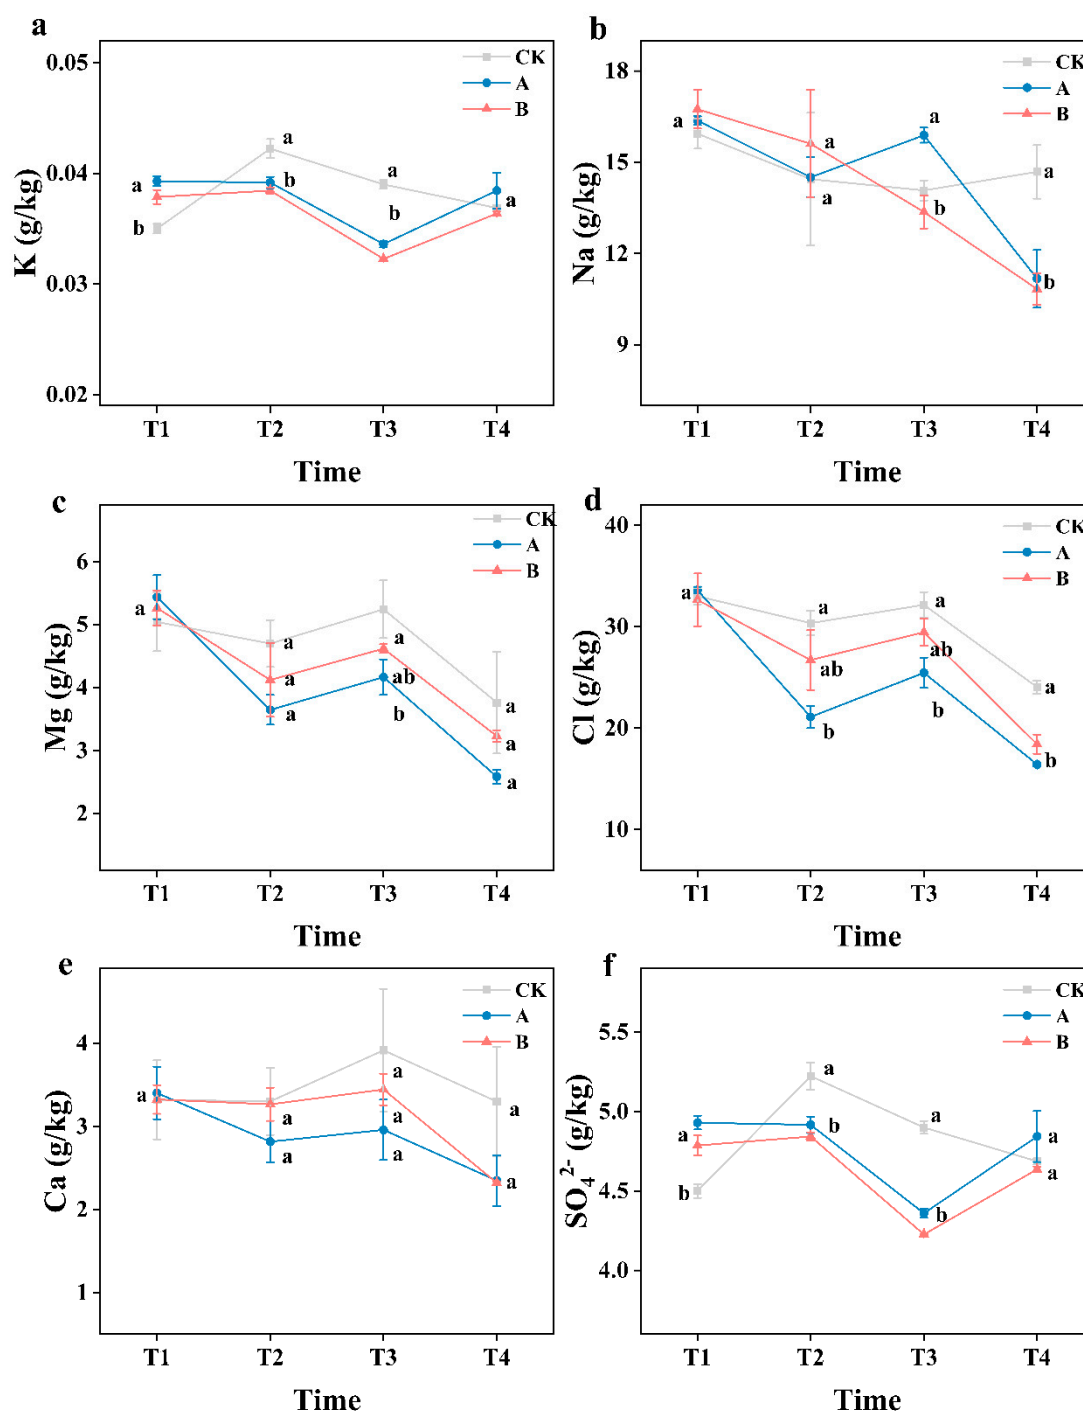 a
K (g/kg)
0.05
0.04
0.03
0.02
CK
A
B
a
b
a
b
a
b
a
T1
T2
T3
T4
Time
b
Na (g/kg)
18
15
12
9
CK
A
B
a
a
a
b
a
b
T1
T2
T3
T4
Time
c
Mg (g/kg)
6
5
4
3
2
CK
A
B
a
a
a
a
a
ab
b
a
a
a
T1
T2
T3
T4
Time
d
Cl (g/kg)
40
30
20
10
CK
A
B
a
a
ab
b
a
ab
b
a
b
T1
T2
T3
T4
Time
e
Ca (g/kg)
4
3
2
1
CK
A
B
a
a
a
a
a
a
a
a
T1
T2
T3
T4
Time
f
SO₄²⁻ (g/kg)
5.5
5.0
4.5
4.0
CK
A
B
a
b
a
b
a
b
a
a
T1
T2
T3
T4
Time